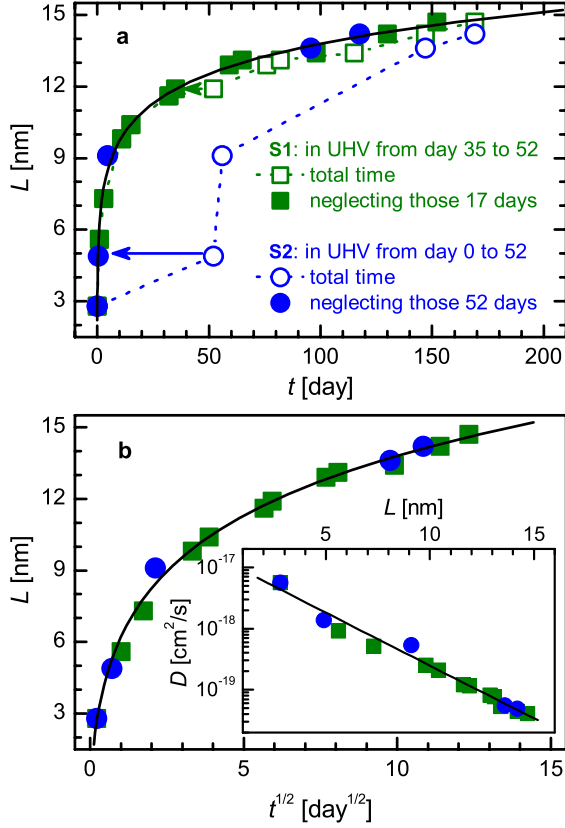 a
15
12
9
6
3
L [nm]
S1: in UHV from day 35 to 52
total time
neglecting those 17 days
S2: in UHV from day 0 to 52
total time
neglecting those 52 days
0 50 100 150 200
t [day]
b
15
12
9
6
3
L [nm]
L [nm]
5 10 15
10^-17
10^-18
10^-19
D [cm^2/s]
0 5 10 15
t^1/2 [day^1/2]